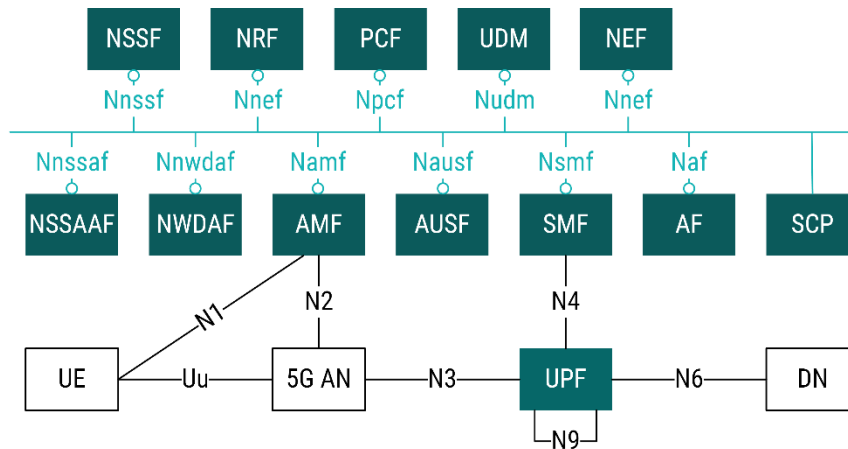 NSSF NRF PCF UDM NEF
Nnssf Nnef Npcf Nudm Nnef
Nnssaf Nnwdaf Namf Nausf Nsmf Naf
NSSAAF NWDAF AMF AUSF SMF AF SCP
N1 N2 N4
UE Uu 5G AN N3 UPF N6 DN
N9